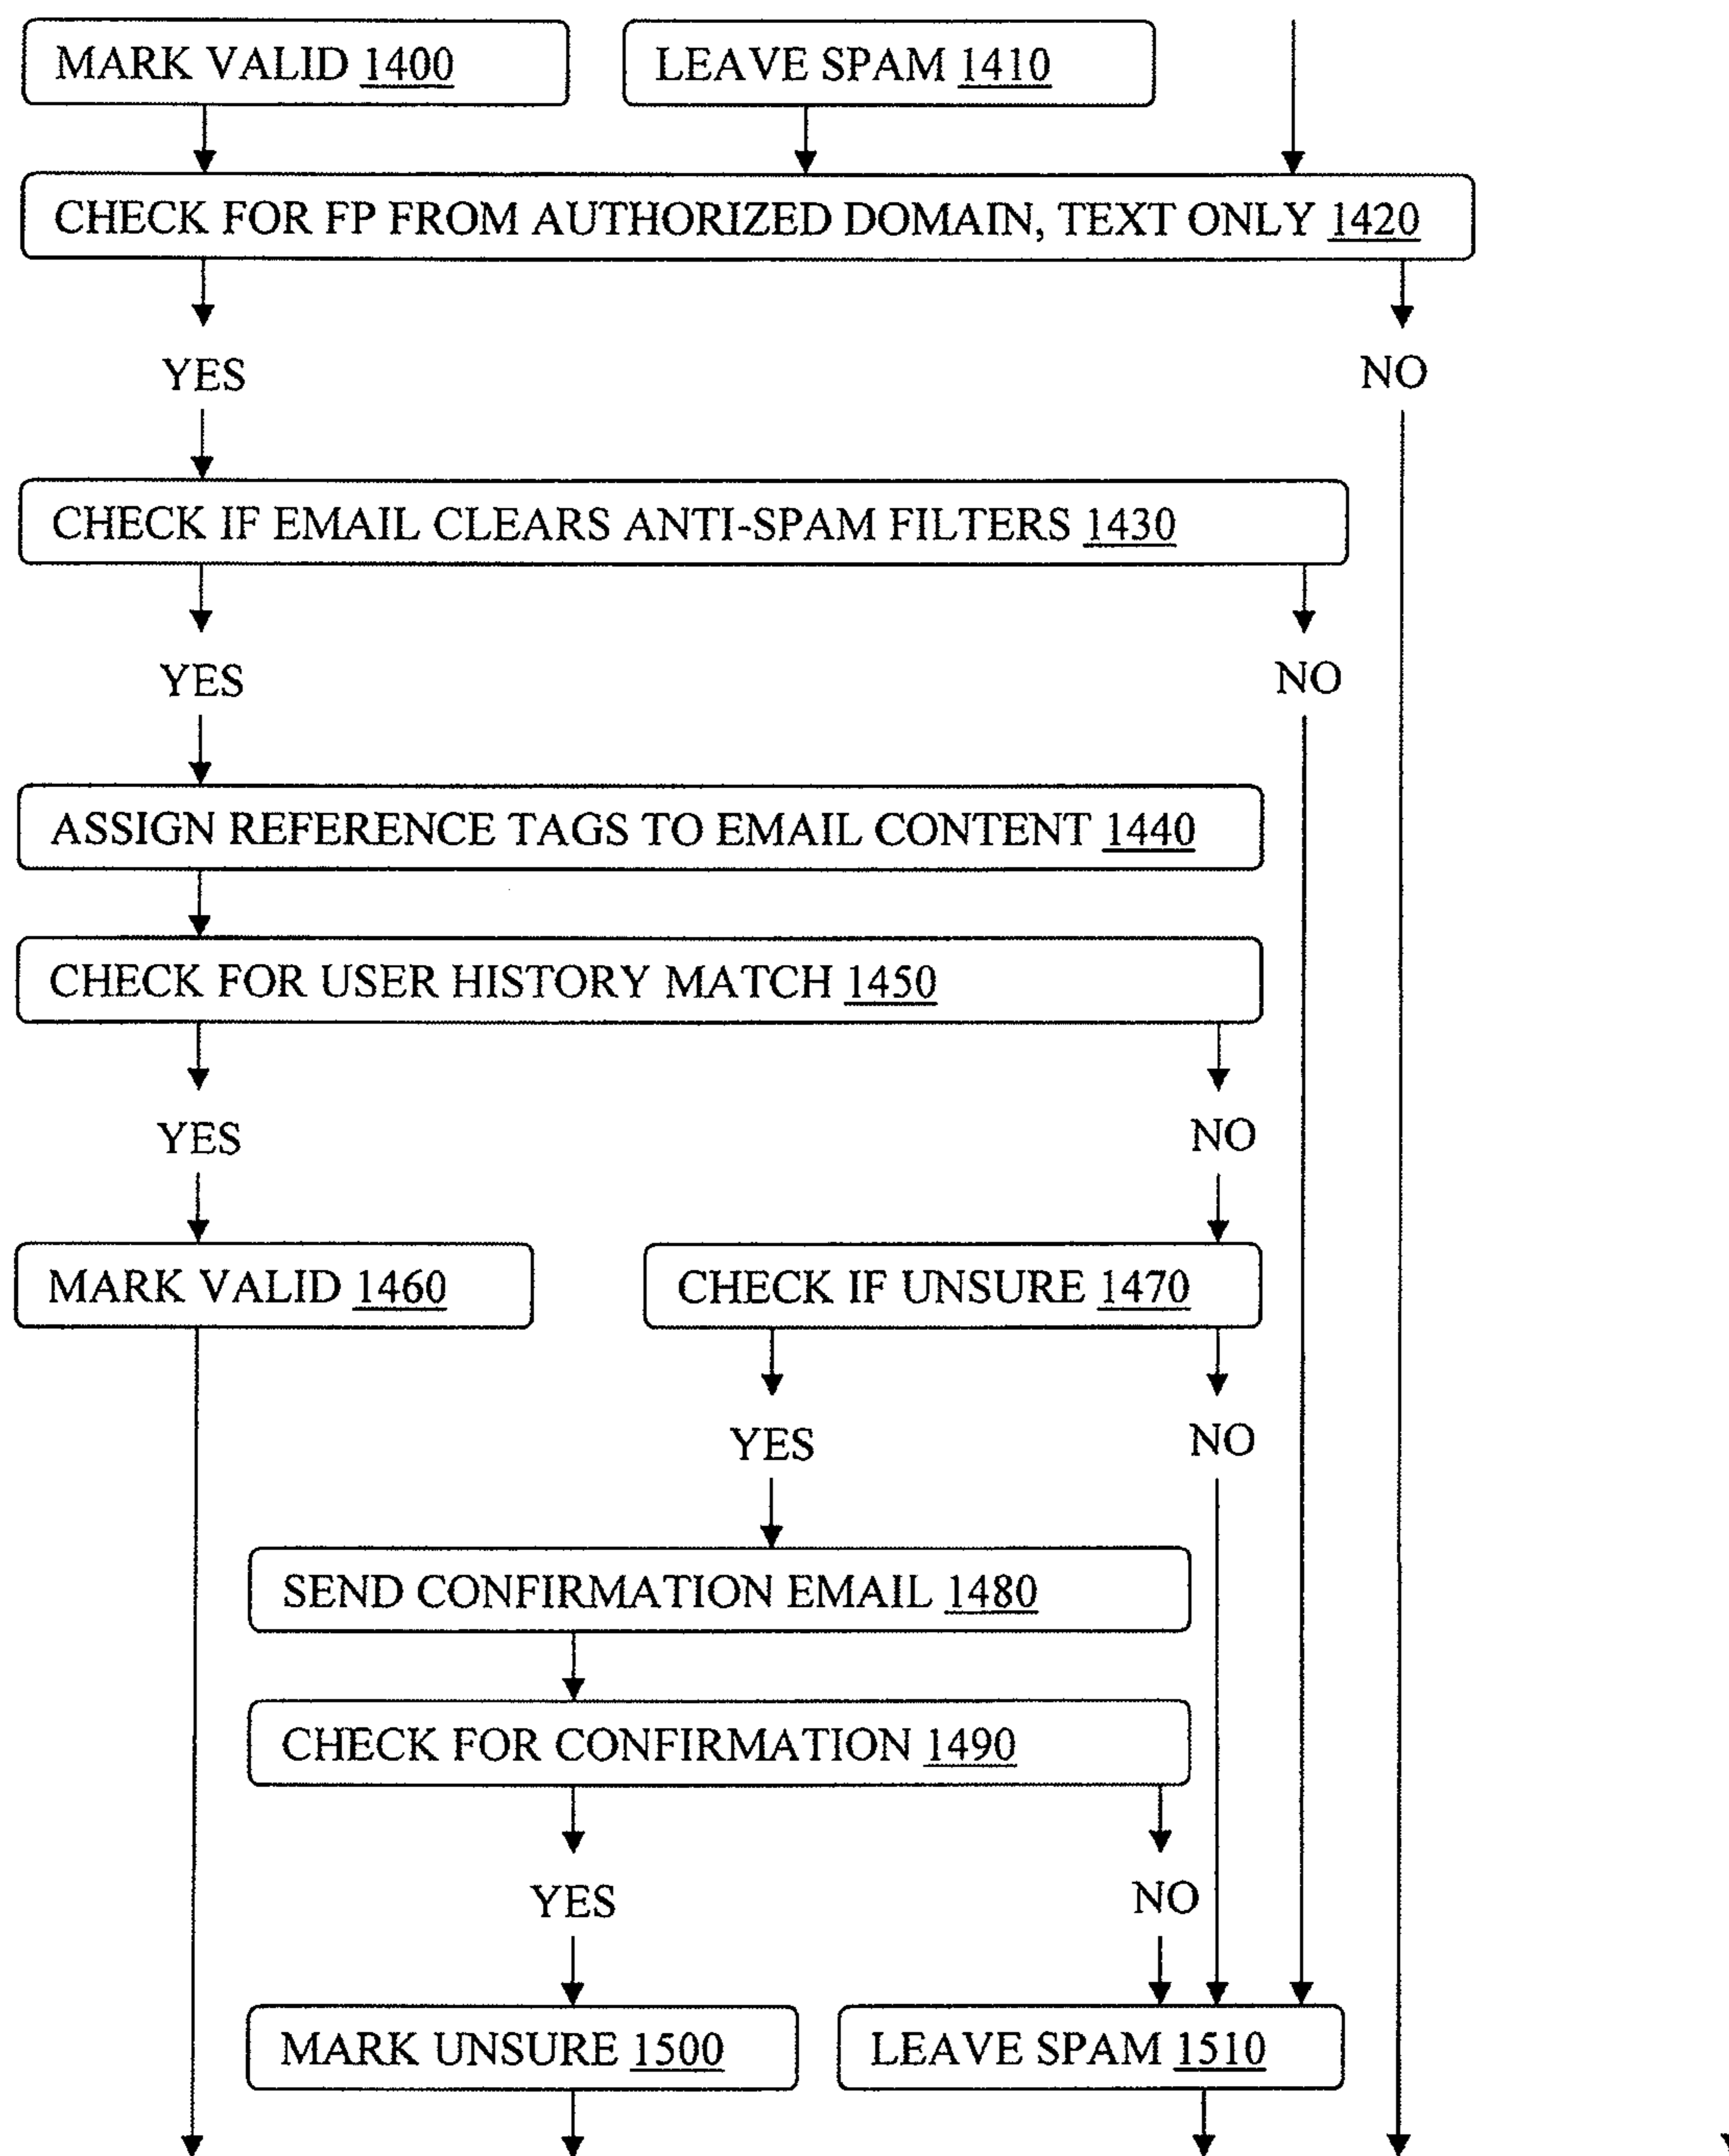 MARK VALID 1400
LEAVE SPAM 1410
CHECK FOR FP FROM AUTHORIZED DOMAIN, TEXT ONLY 1420
YES
NO
CHECK IF EMAIL CLEARS ANTI-SPAM FILTERS 1430
YES
NO
ASSIGN REFERENCE TAGS TO EMAIL CONTENT 1440
CHECK FOR USER HISTORY MATCH 1450
YES
NO
MARK VALID 1460
CHECK IF UNSURE 1470
YES
NO
SEND CONFIRMATION EMAIL 1480
CHECK FOR CONFIRMATION 1490
YES
NO
MARK UNSURE 1500
LEAVE SPAM 1510